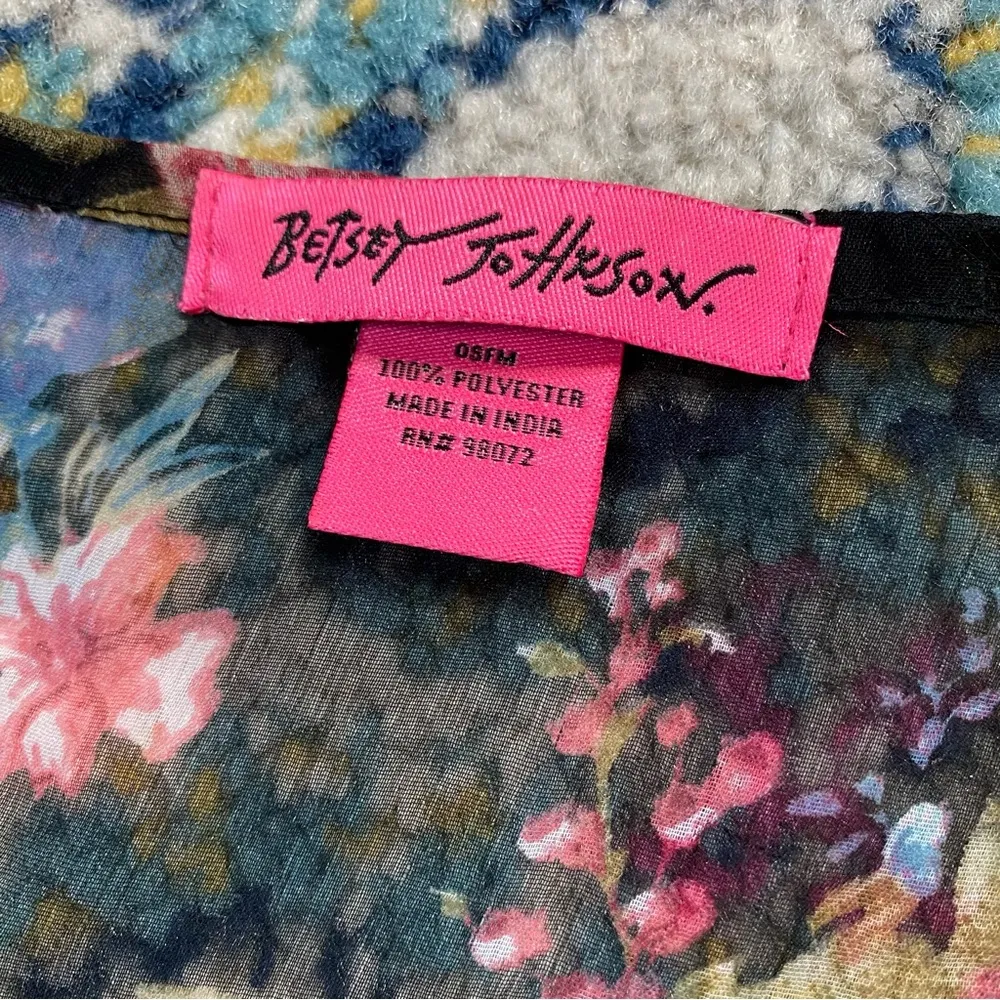 BETSEY JOHNSON.
OSFM
100% POLYESTER
MADE IN INDIA
RN# 98072